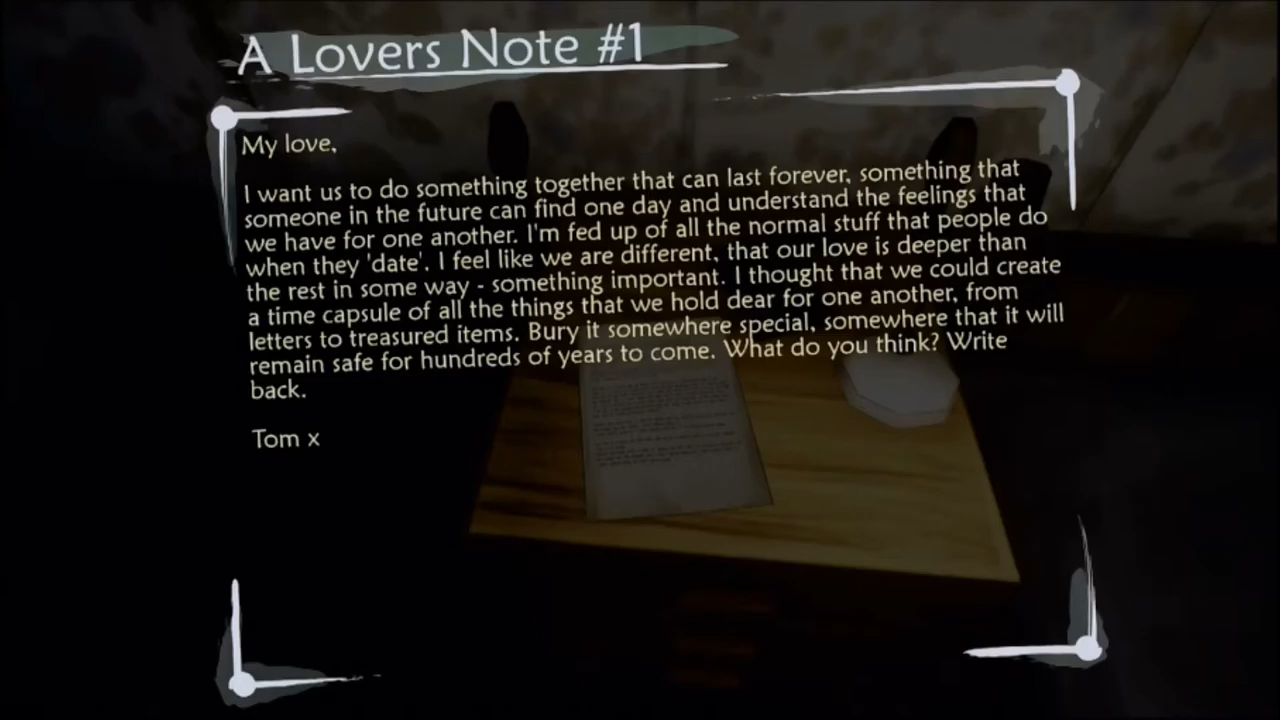 A Lovers Note #1
My love,
I want us to do something together that can last forever, something that
someone in the future can find one day and understand the feelings that
we have for one another. I'm fed up of all the normal stuff that people do
when they 'date'. I feel like we are different, that our love is deeper than
the rest in some way - something important. I thought that we could create
a time capsule of all the things that we hold dear for one another, from
letters to treasured items. Bury it somewhere special, somewhere that it will
remain safe for hundreds of years to come. What do you think? Write
back.
Tom x